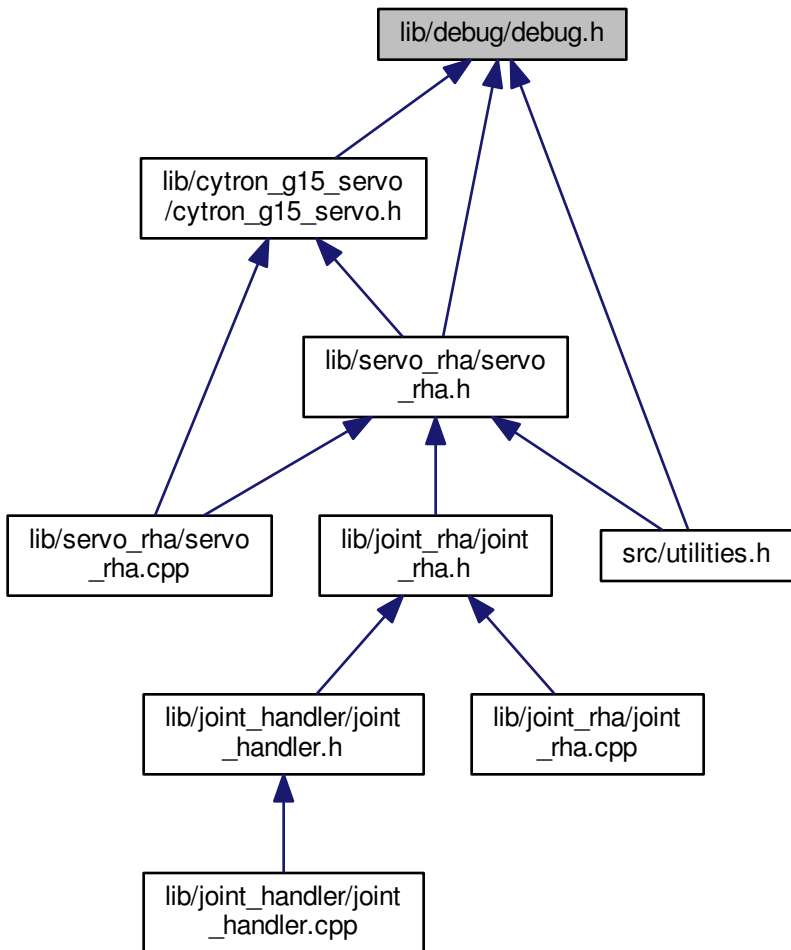 lib/debug/debug.h
lib/cytron_g15_servo
/cytron_g15_servo.h
lib/servo_rha/servo
_rha.h
lib/servo_rha/servo
_rha.cpp
lib/joint_rha/joint
_rha.h
src/utilities.h
lib/joint_handler/joint
_handler.h
lib/joint_rha/joint
_rha.cpp
lib/joint_handler/joint
_handler.cpp